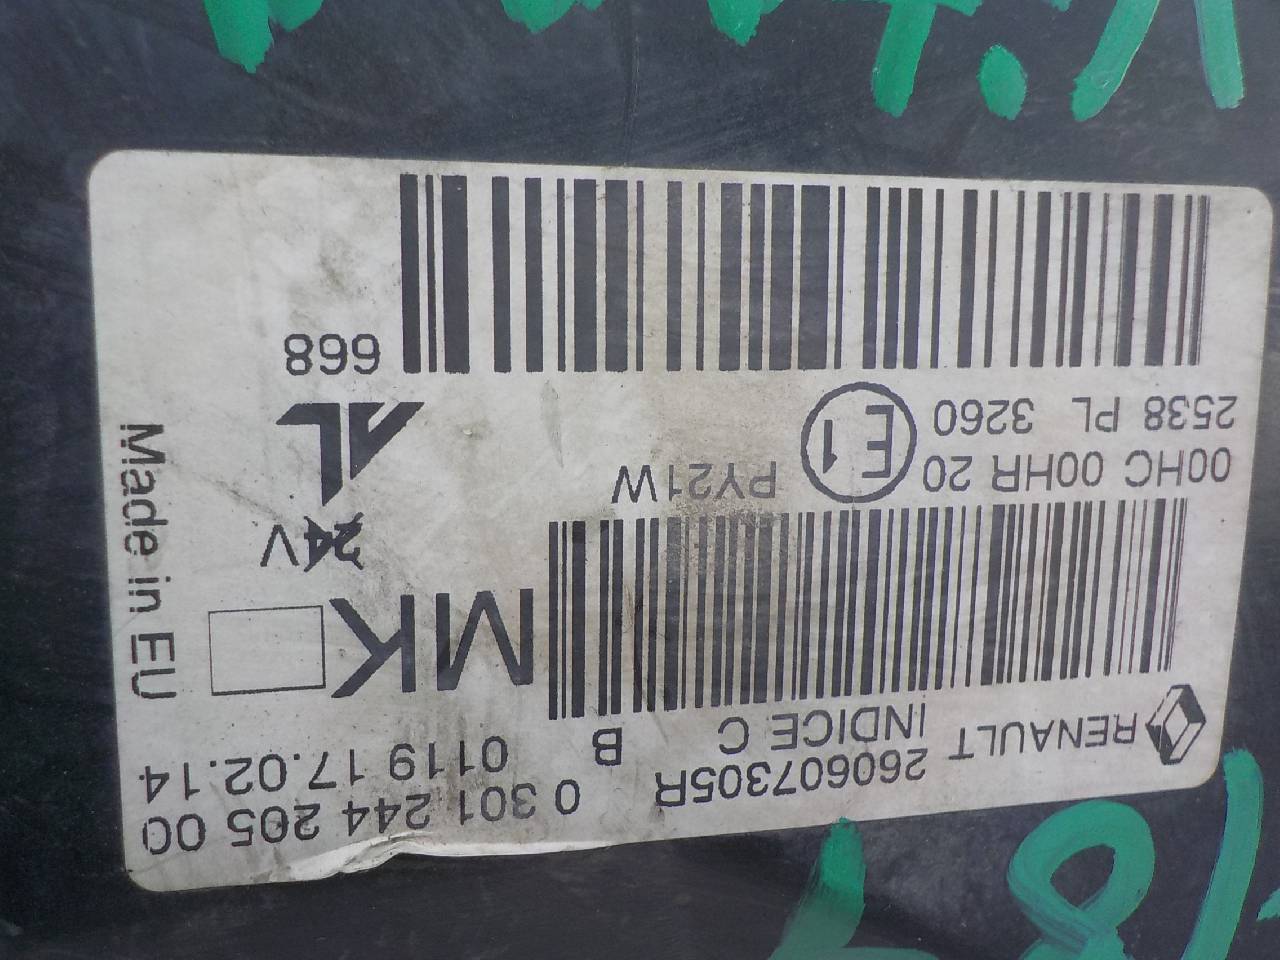 260607305R 0 301 244 205 00
RENAULT INDICE C B 0119 17.02.14
MK
24V
00HC 00HR 20 E1 PY21W
2538 PL 3260
AL
668
Made in EU